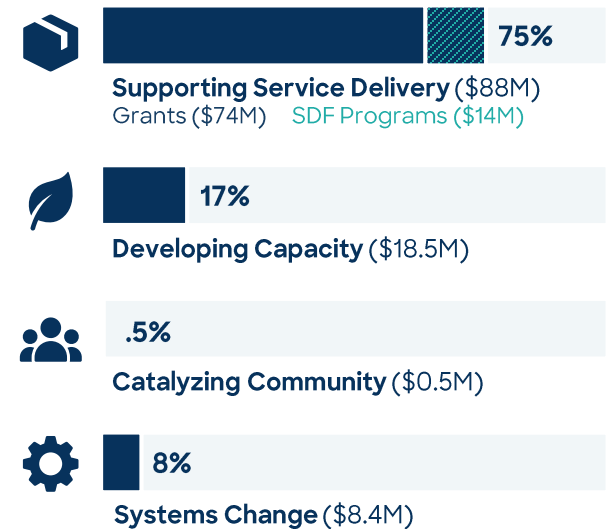 75%
Supporting Service Delivery ($88M)
Grants ($74M) SDF Programs ($14M)
17%
Developing Capacity ($18.5M)
.5%
Catalyzing Community ($0.5M)
8%
Systems Change ($8.4M)